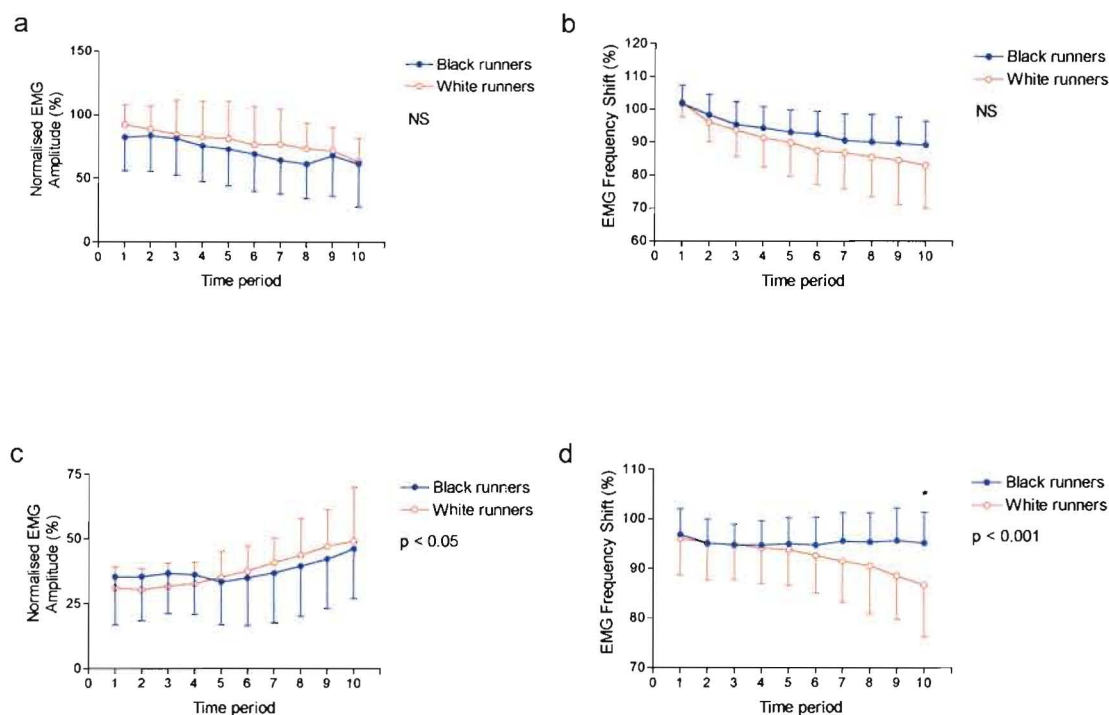 a
150
100
50
0
Normalised EMG
Amplitude (%)
0 1 2 3 4 5 6 7 8 9 10
Time period
Black runners
White runners
NS
b
120
110
100
90
80
70
60
EMG Frequency Shift (%)
0 1 2 3 4 5 6 7 8 9 10
Time period
Black runners
White runners
NS
c
75
50
25
0
Normalised EMG
Amplitude (%)
0 1 2 3 4 5 6 7 8 9 10
Time period
Black runners
White runners
p < 0.05
d
110
100
90
80
70
EMG Frequency Shift (%)
0 1 2 3 4 5 6 7 8 9 10
Time period
*
Black runners
White runners
p < 0.001